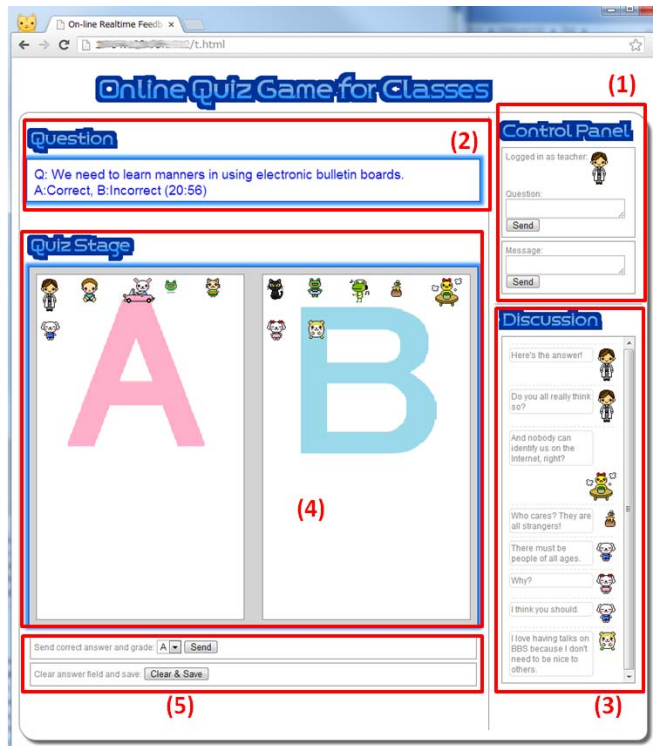 On-line Realtime Feedb
/t.html
Online Quiz Game for Classes
(1)
Question
(2)
Q: We need to learn manners in using electronic bulletin boards.
A:Correct, B:Incorrect (20:56)
Control Panel
Logged in as teacher:
Question:
Send
Message:
Send
Quiz Stage
A
B
(4)
Discussion
Here's the answer!
Do you all really think
so?
And nobody can
identify us on the
Internet, right?
Who cares? They are
all strangers!
There must be
people of all ages.
Why?
I think you should.
I love having talks on
BBS because I don't
need to be nice to
others.
(3)
Send correct answer and grade: A Send
Clear answer field and save: Clear & Save
(5)